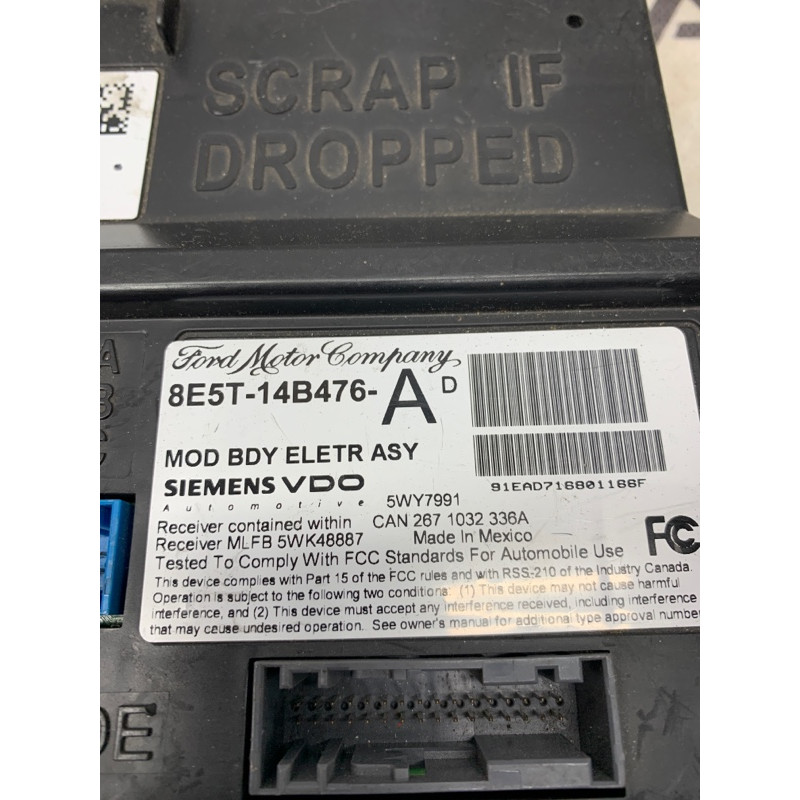 SCRAP IF
DROPPED
Ford Motor Company
8E5T-14B476-A D
MOD BDY ELETR ASY
SIEMENS VDO
Automotive
5WY7991
91EAD716801166F
Receiver contained within CAN 267 1032 336A
Receiver MLFB 5WK48887 Made In Mexico
Tested To Comply With FCC Standards For Automobile Use
FC
This device complies with Part 15 of the FCC rules and with RSS-210 of the Industry Canada.
Operation is subject to the following two conditions: (1) This device may not cause harmful
interference, and (2) This device must accept any interference received, including interference
that may cause undesired operation. See owner's manual for additional type approval number
A
B
C
DE